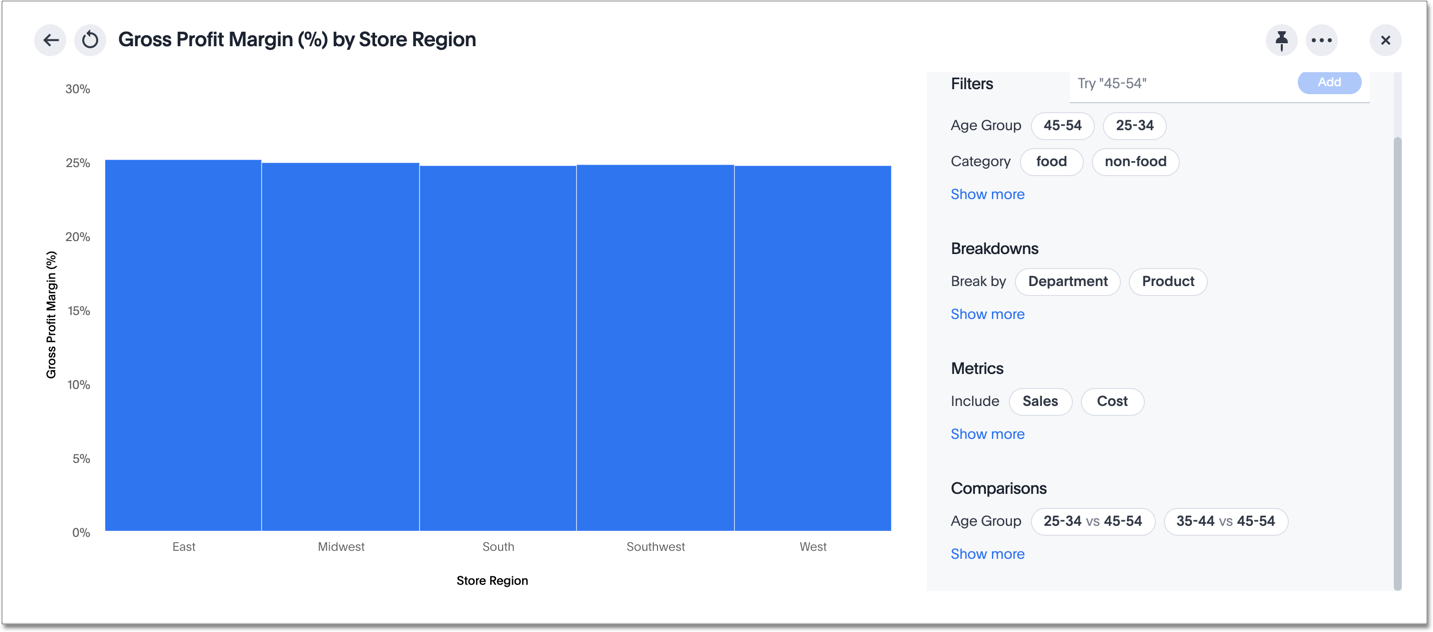 Gross Profit Margin (%) by Store Region
30%
25%
20%
15%
10%
5%
0%
Gross Profit Margin (%)
East Midwest South Southwest West
Store Region
Filters Try "45-54" Add
Age Group 45-54 25-34
Category food non-food
Show more
Breakdowns
Break by Department Product
Show more
Metrics
Include Sales Cost
Show more
Comparisons
Age Group 25-34 vs 45-54 35-44 vs 45-54
Show more